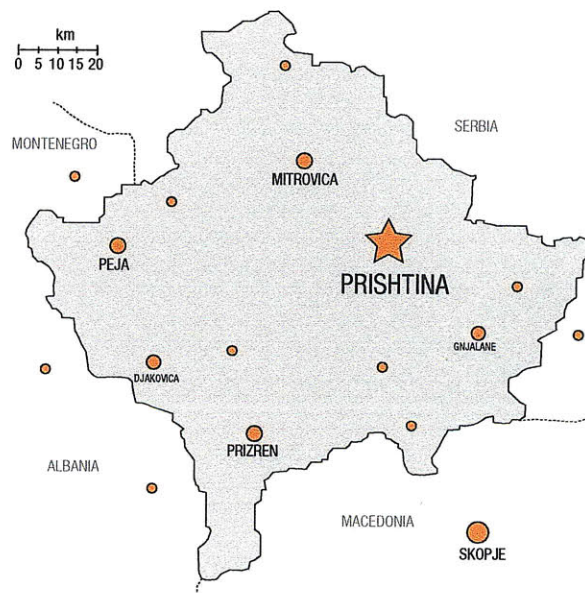 km
0 5 10 15 20
SERBIA
MONTENEGRO
MITROVICA
PEJA
PRISHTINA
GNJALANE
DJAKOVICA
PRIZREN
ALBANIA
MACEDONIA
SKOPJE